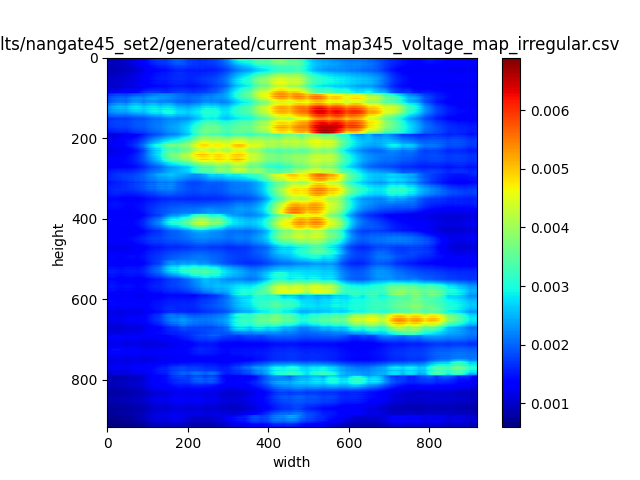 lts/nangate45_set2/generated/current_map345_voltage_map_irregular.csv
0
200
400
600
800
height
0 200 400 600 800
width
0.006
0.005
0.004
0.003
0.002
0.001